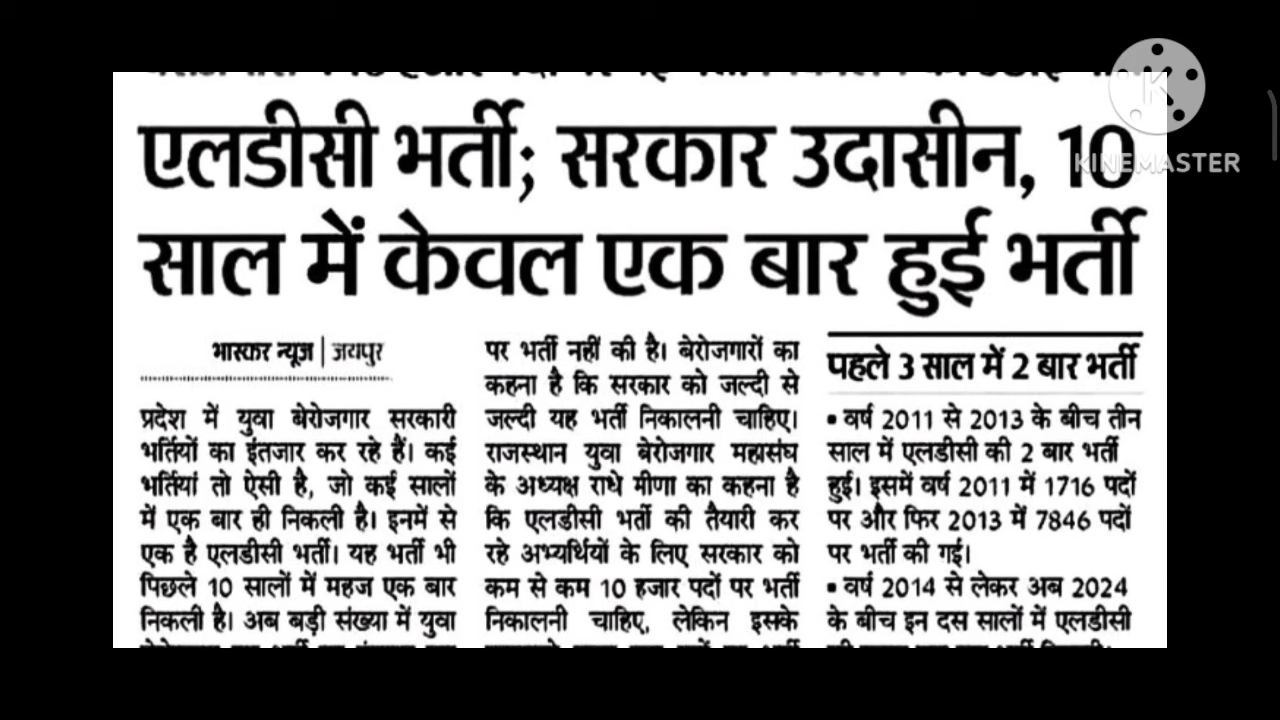 एलडीसी भर्ती; सरकार उदासीन, 10
साल में केवल एक बार हुई भर्ती
भास्कर न्यूज | जयपुर
प्रदेश में युवा बेरोजगार सरकारी
भर्तियों का इंतजार कर रहे हैं। कई
भर्तियां तो ऐसी है, जो कई सालों
में एक बार ही निकली है। इनमें से
एक है एलडीसी भर्ती। यह भर्ती भी
पिछले 10 सालों में महज एक बार
निकली है। अब बड़ी संख्या में युवा
पर भर्ती नहीं की है। बेरोजगारों का
कहना है कि सरकार को जल्दी से
जल्दी यह भर्ती निकालनी चाहिए।
राजस्थान युवा बेरोजगार महासंघ
के अध्यक्ष राधे मीणा का कहना है
कि एलडीसी भर्ती की तैयारी कर
रहे अभ्यर्थियों के लिए सरकार को
कम से कम 10 हजार पदों पर भर्ती
निकालनी चाहिए, लेकिन इसके
पहले 3 साल में 2 बार भर्ती
▪ वर्ष 2011 से 2013 के बीच तीन
साल में एलडीसी की 2 बार भर्ती
हुई। इसमें वर्ष 2011 में 1716 पदों
पर और फिर 2013 में 7846 पदों
पर भर्ती की गई।
▪ वर्ष 2014 से लेकर अब 2024
के बीच इन दस सालों में एलडीसी
KINEMASTER